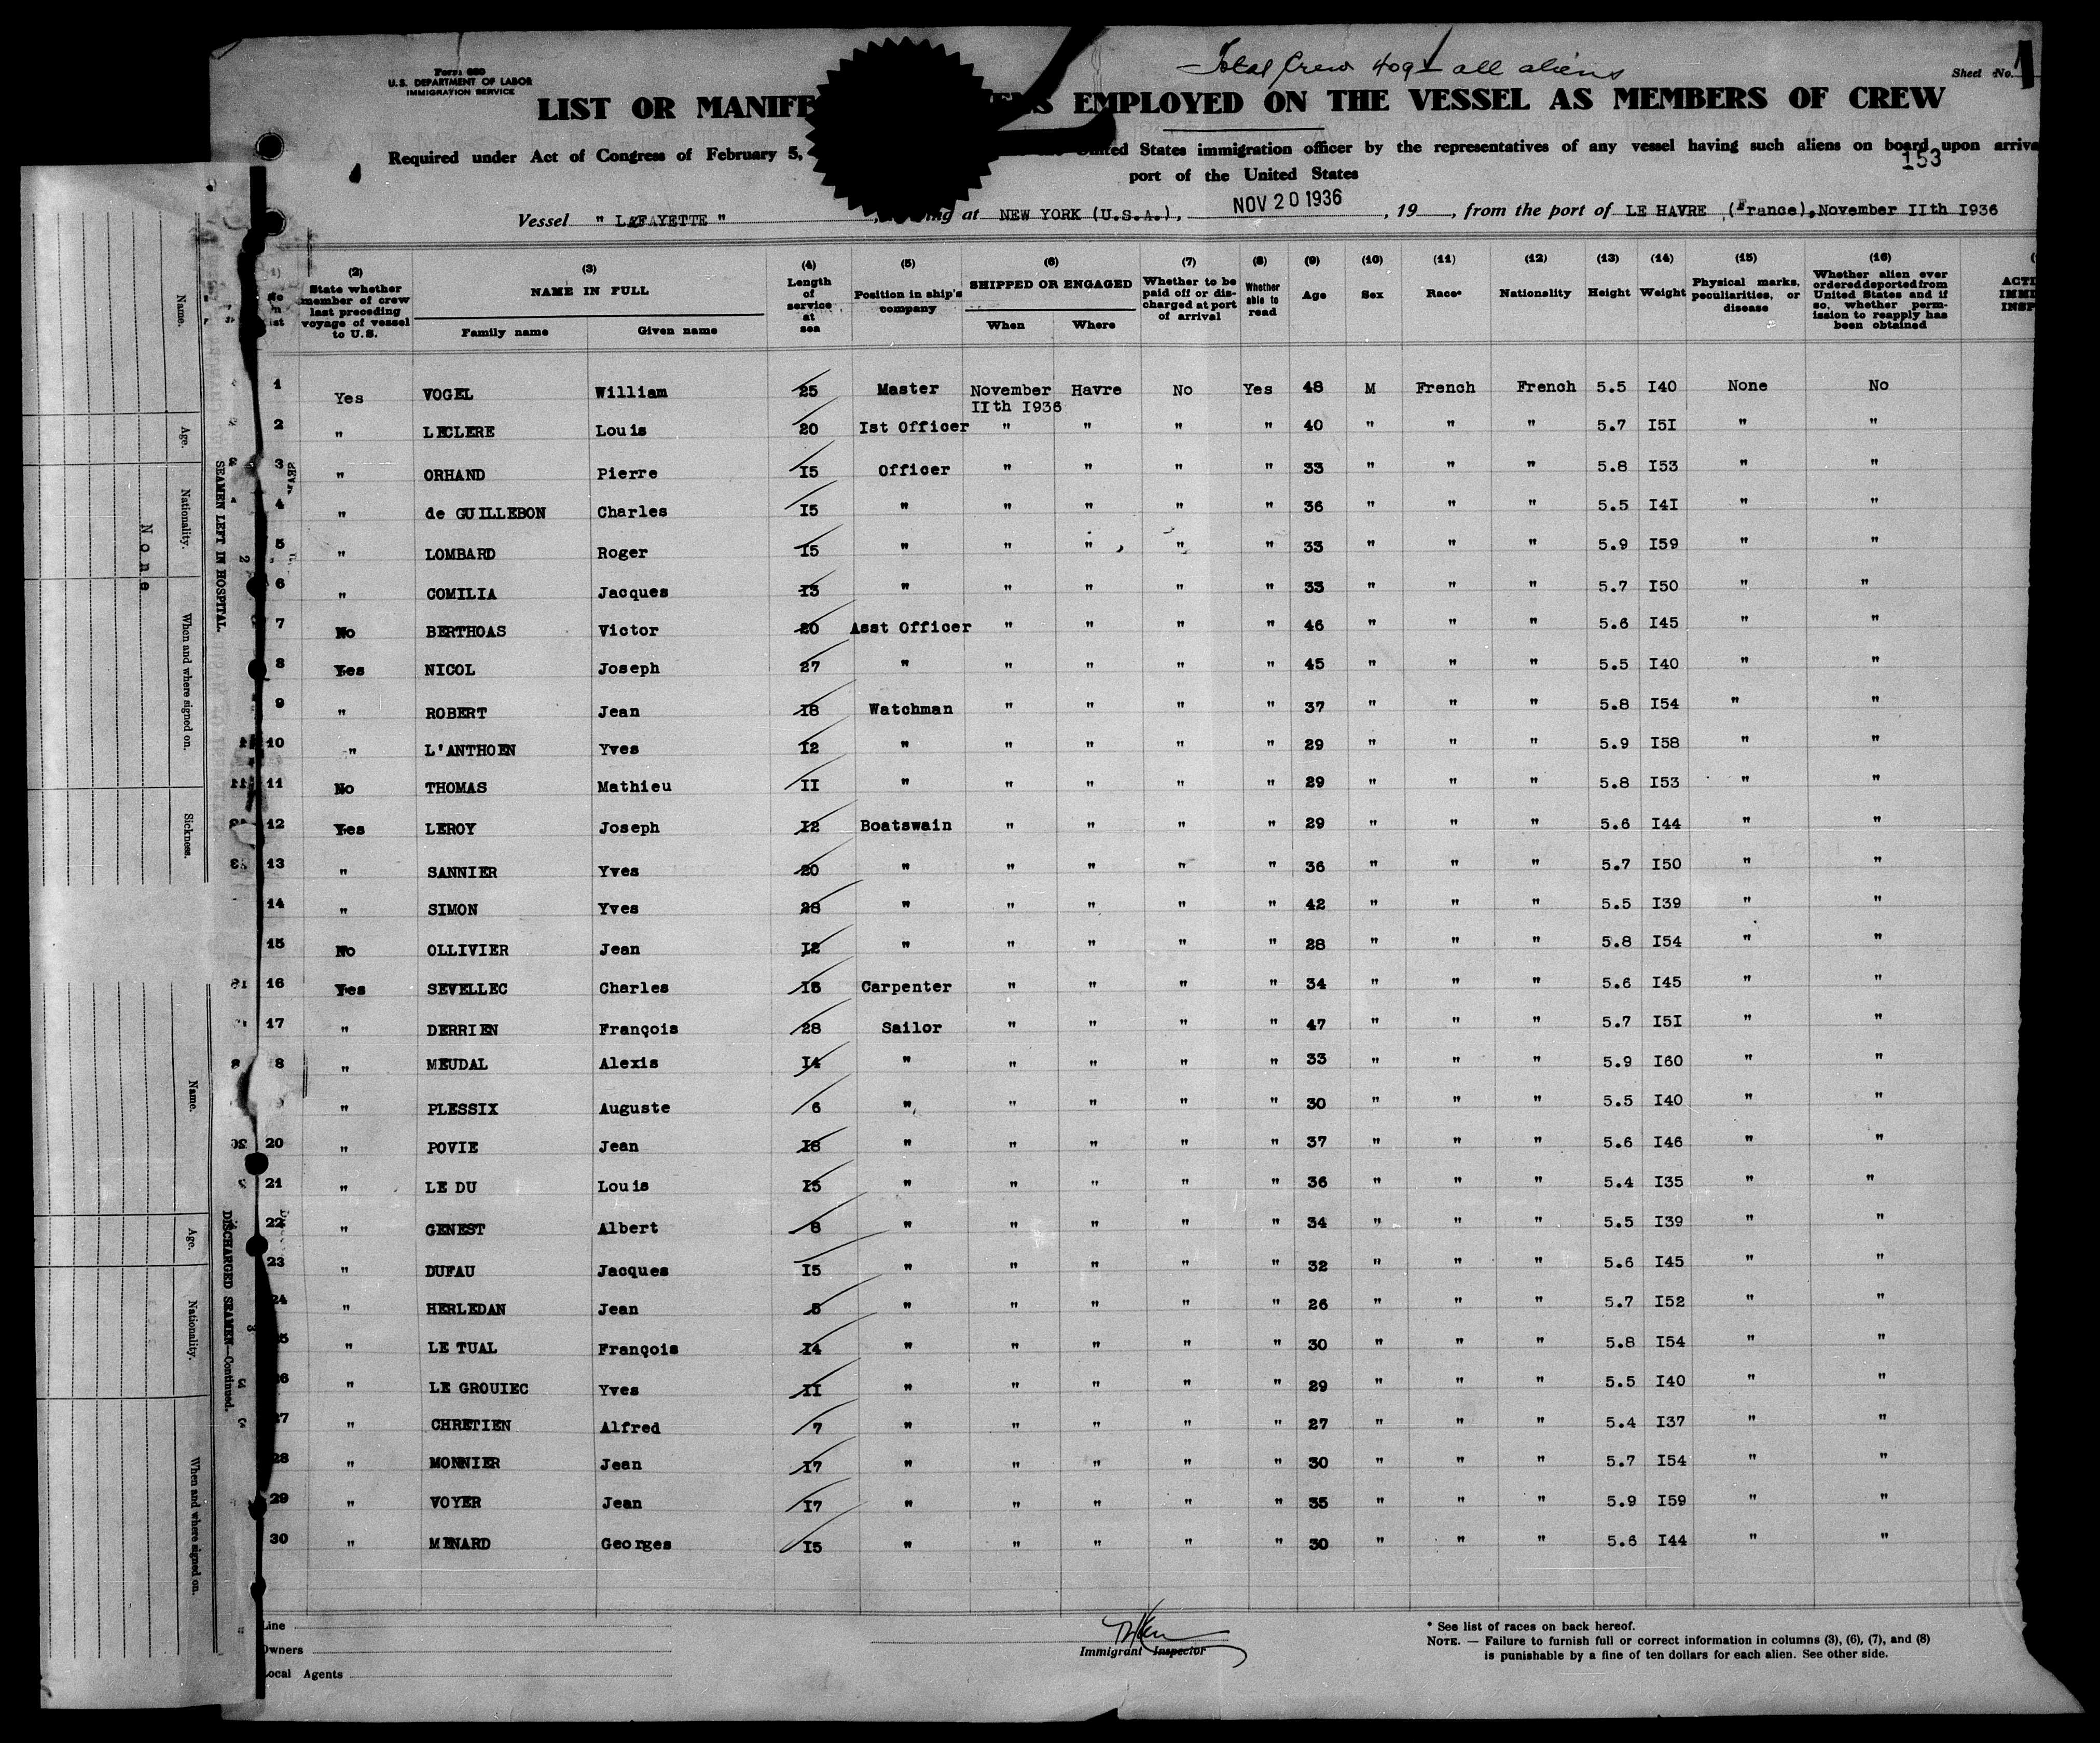 Total Crew 409 all aliens
Form 680
U.S. DEPARTMENT OF LABOR
IMMIGRATION SERVICE
Sheet No. 1
LIST OR MANIFE EMPLOYED ON THE VESSEL AS MEMBERS OF CREW
Required under Act of Congress of February 5, United States immigration officer by the representatives of any vessel having such aliens on board upon
port of the United States
153
Vessel " LAFAYETTE " , at NEW YORK (U.S.A.), NOV 20 1936 , 19 , from the port of LE HAVRE (France),November IIth I936
(2) (3) (4) (5) (6) (7) (8) (9) (10) (11) (12) (13) (14) (15) (16)
State whether member of crew last preceding voyage of vessel to U.S.
NAME IN FULL
Family name Given name
Length of service at sea
Position in ship's company
SHIPPED OR ENGAGED
When Where
Whether to be paid off or discharged at port of arrival
Whether able to read
Age Sex Race* Nationality Height Weight
Physical marks, peculiarities, or disease
Whether alien ever ordered deported from United States and if so, whether permission to reapply has been obtained
1 Yes VOGEL William 25 Master November IIth I936 Havre No Yes 48 M French French 5.5 I40 None No
2 " LECLERE Louis 20 Ist Officer " " " " 40 " " " 5.7 I5I " "
3 " ORHAND Pierre I5 Officer " " " " 33 " " " 5.8 I53 " "
4 " de GUILLEBON Charles I5 " " " " " 36 " " " 5.5 I4I " "
5 " LOMBARD Roger I5 " " " " " 33 " " " 5.9 I59 " "
6 " COMILIA Jacques I3 " " " " " 33 " " " 5.7 I50 " "
7 No BERTHOAS Victor 20 Asst Officer " " " " 46 " " " 5.6 I45 " "
8 Yes NICOL Joseph 27 " " " " " 45 " " " 5.5 I40 " "
9 " ROBERT Jean I8 Watchman " " " " 37 " " " 5.8 I54 " "
10 " L'ANTHOEN Yves I2 " " " " " 29 " " " 5.9 I58 " "
11 No THOMAS Mathieu II " " " " " 29 " " " 5.8 I53 " "
12 Yes LEROY Joseph I2 Boatswain " " " " 29 " " " 5.6 I44 " "
13 " SANNIER Yves 20 " " " " " 36 " " " 5.7 I50 " "
14 " SIMON Yves 28 " " " " " 42 " " " 5.5 I39 " "
15 No OLLIVIER Jean I2 " " " " " 28 " " " 5.8 I54 " "
16 Yes SEVELLEC Charles I6 Carpenter " " " " 34 " " " 5.6 I45 " "
17 " DERRIEN François 28 Sailor " " " " 47 " " " 5.7 I5I " "
8 " MEUDAL Alexis I4 " " " " " 33 " " " 5.9 I60 " "
" PLESSIX Auguste 6 " " " " " 30 " " " 5.5 I40 " "
20 " POVIE Jean I8 " " " " " 37 " " " 5.6 I46 " "
21 " LE DU Louis I5 " " " " " 36 " " " 5.4 I35 " "
22 " GENEST Albert 8 " " " " " 34 " " " 5.5 I39 " "
23 " DUFAU Jacques I5 " " " " " 32 " " " 5.6 I45 " "
24 " HERLEDAN Jean 5 " " " " " 26 " " " 5.7 I52 " "
5 " LE TUAL François I4 " " " " " 30 " " " 5.8 I54 " "
6 " LE GROUIEC Yves II " " " " " 29 " " " 5.5 I40 " "
27 " CHRETIEN Alfred 7 " " " " " 27 " " " 5.4 I37 " "
28 " MONNIER Jean I7 " " " " " 30 " " " 5.7 I54 " "
29 " VOYER Jean I7 " " " " " 35 " " " 5.9 I59 " "
30 " MENARD Georges I5 " " " " " 30 " " " 5.6 I44 " "
Line
Owners
Local Agents
Immigrant Inspector
* See list of races on back hereof.
NOTE. — Failure to furnish full or correct information in columns (3), (6), (7), and (8)
is punishable by a fine of ten dollars for each alien. See other side.
SEAMEN LEFT IN HOSPITAL.
Name. Age. Nationality. When and where signed on. Sickness.
None
DISCHARGED SEAMEN—Continued.
Name. Age. Nationality. When and where signed on.